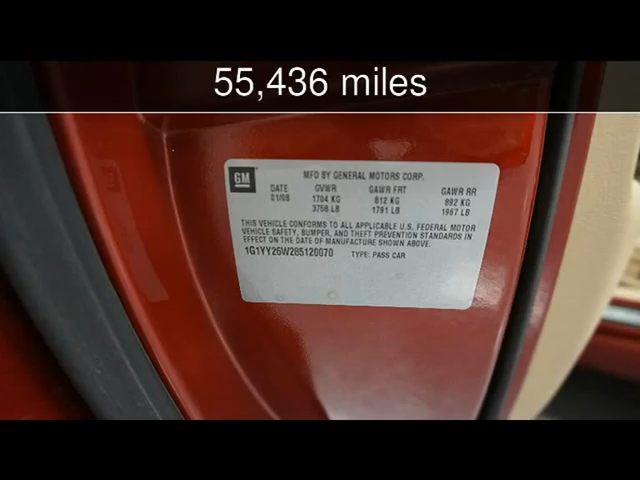 55,436 miles
GM
MFD BY GENERAL MOTORS CORP.
DATE GVWR GAWR FRT GAWR RR
01/08 1704 KG 812 KG 892 KG
3758 LB 1791 LB 1967 LB
THIS VEHICLE CONFORMS TO ALL APPLICABLE U.S. FEDERAL MOTOR
VEHICLE SAFETY, BUMPER, AND THEFT PREVENTION STANDARDS IN
EFFECT ON THE DATE OF MANUFACTURE SHOWN ABOVE.
1G1YY26W285120070 TYPE: PASS CAR